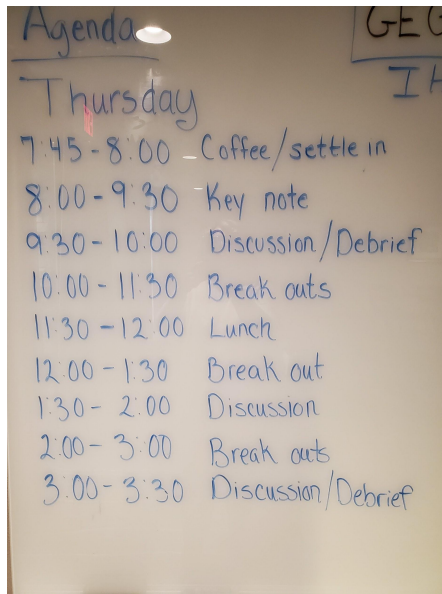 Agenda
GEG
I H
Thursday
7:45 - 8:00 - Coffee/settle in
8:00 - 9:30 Key note
9:30 - 10:00 Discussion/Debrief
10:00 - 11:30 Break outs
11:30 - 12:00 Lunch
12:00 - 1:30 Break out
1:30 - 2:00 Discussion
2:00 - 3:00 Break outs
3:00 - 3:30 Discussion/Debrief